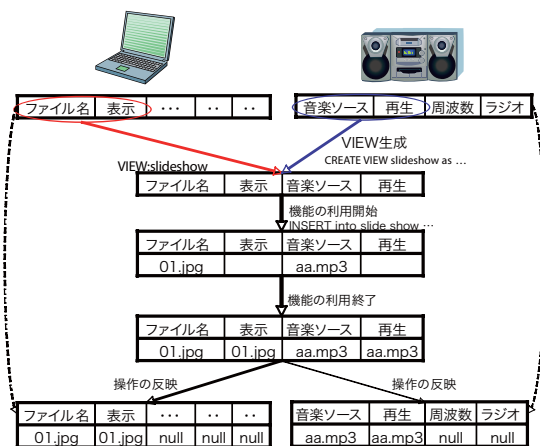 ファイル名 表示 ･･･ ･･ ･･
音楽ソース 再生 周波数 ラジオ
VIEW生成
CREATE VIEW slideshow as ...
VIEW:slideshow
ファイル名 表示 音楽ソース 再生
機能の利用開始
INSERT into slide show ...
ファイル名 表示 音楽ソース 再生
01.jpg aa.mp3
機能の利用終了
ファイル名 表示 音楽ソース 再生
01.jpg 01.jpg aa.mp3 aa.mp3
操作の反映 操作の反映
ファイル名 表示 ･･･ ･･ ･･
01.jpg 01.jpg null null null
音楽ソース 再生 周波数 ラジオ
aa.mp3 aa.mp3 null null